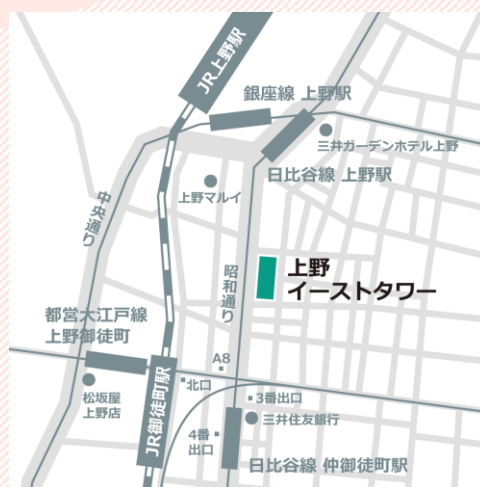 JR上野駅
銀座線 上野駅
三井ガーデンホテル上野
日比谷線 上野駅
上野マルイ
中央通り
昭和通り
上野
イーストタワー
都営大江戸線
上野御徒町
A8
北口
松坂屋
上野店
JR御徒町駅
3番出口
三井住友銀行
4番
出口
日比谷線 仲御徒町駅